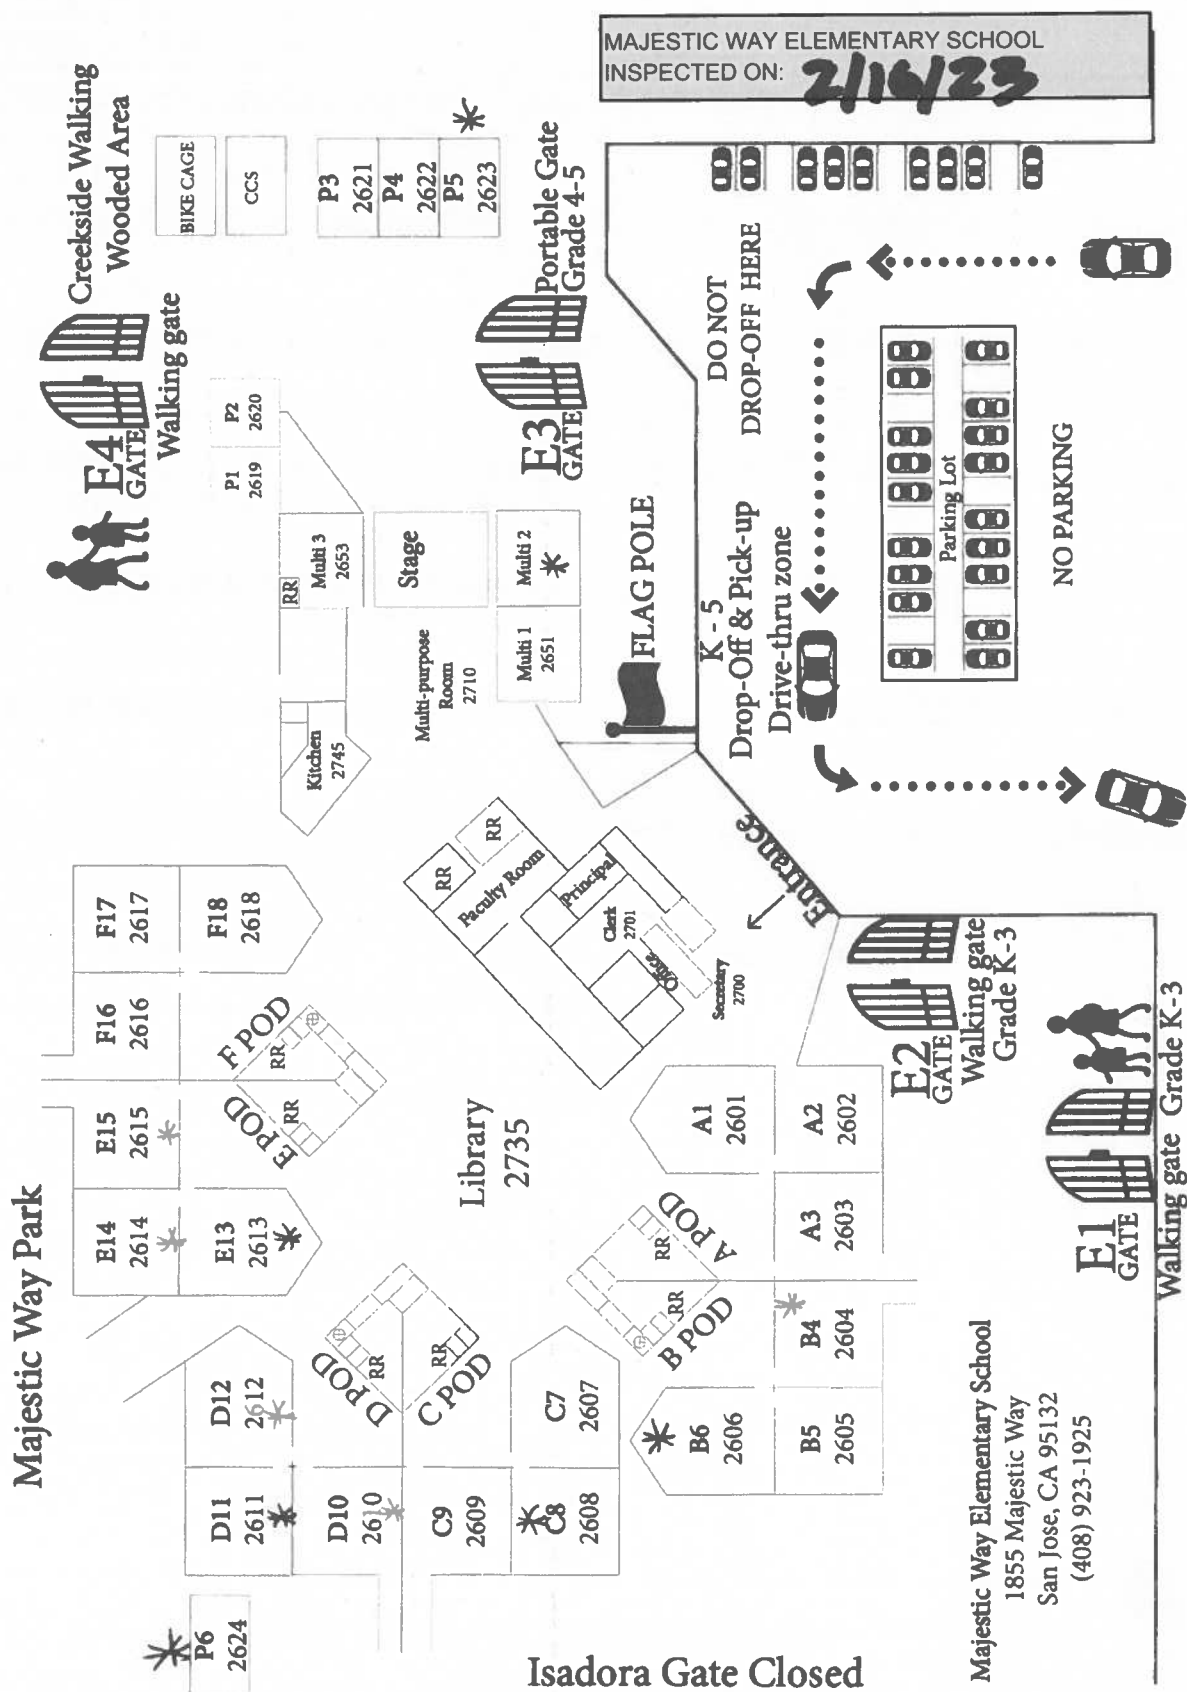 MAJESTIC WAY ELEMENTARY SCHOOL
INSPECTED ON: 2/16/23
Majestic Way Park
Creekside Walking
Wooded Area
BIKE CAGE
CCS
P3
2621
P4
2622
P5
2623
E4
GATE
Walking gate
P1
2619
P2
2620
E3
GATE
Portable Gate
Grade 4-5
RR
Multi 3
2653
Stage
Multi 1
2651
Multi 2
Multi-purpose
Room
2710
Kitchen
2745
FLAG POLE
K - 5
Drop-Off & Pick-up
Drive-thru zone
DO NOT
DROP-OFF HERE
Parking Lot
NO PARKING
F17
2617
F18
2618
F16
2616
F POD
RR
E15
2615
E POD
RR
E14
2614
E13
2613
RR
RR
Faculty Room
Principal
Clerk
2701
Office
Secretary
2700
Entrance
Library
2735
A1
2601
A2
2602
A3
2603
A POD
RR
B4
2604
B POD
RR
B6
2606
B5
2605
D12
2612
D POD
RR
C POD
RR
C7
2607
D11
2611
D10
2610
C9
2609
C8
2608
P6
2624
E2
GATE
Walking gate
Grade K-3
E1
GATE
Walking gate Grade K-3
Isadora Gate Closed
Majestic Way Elementary School
1855 Majestic Way
San Jose, CA 95132
(408) 923-1925